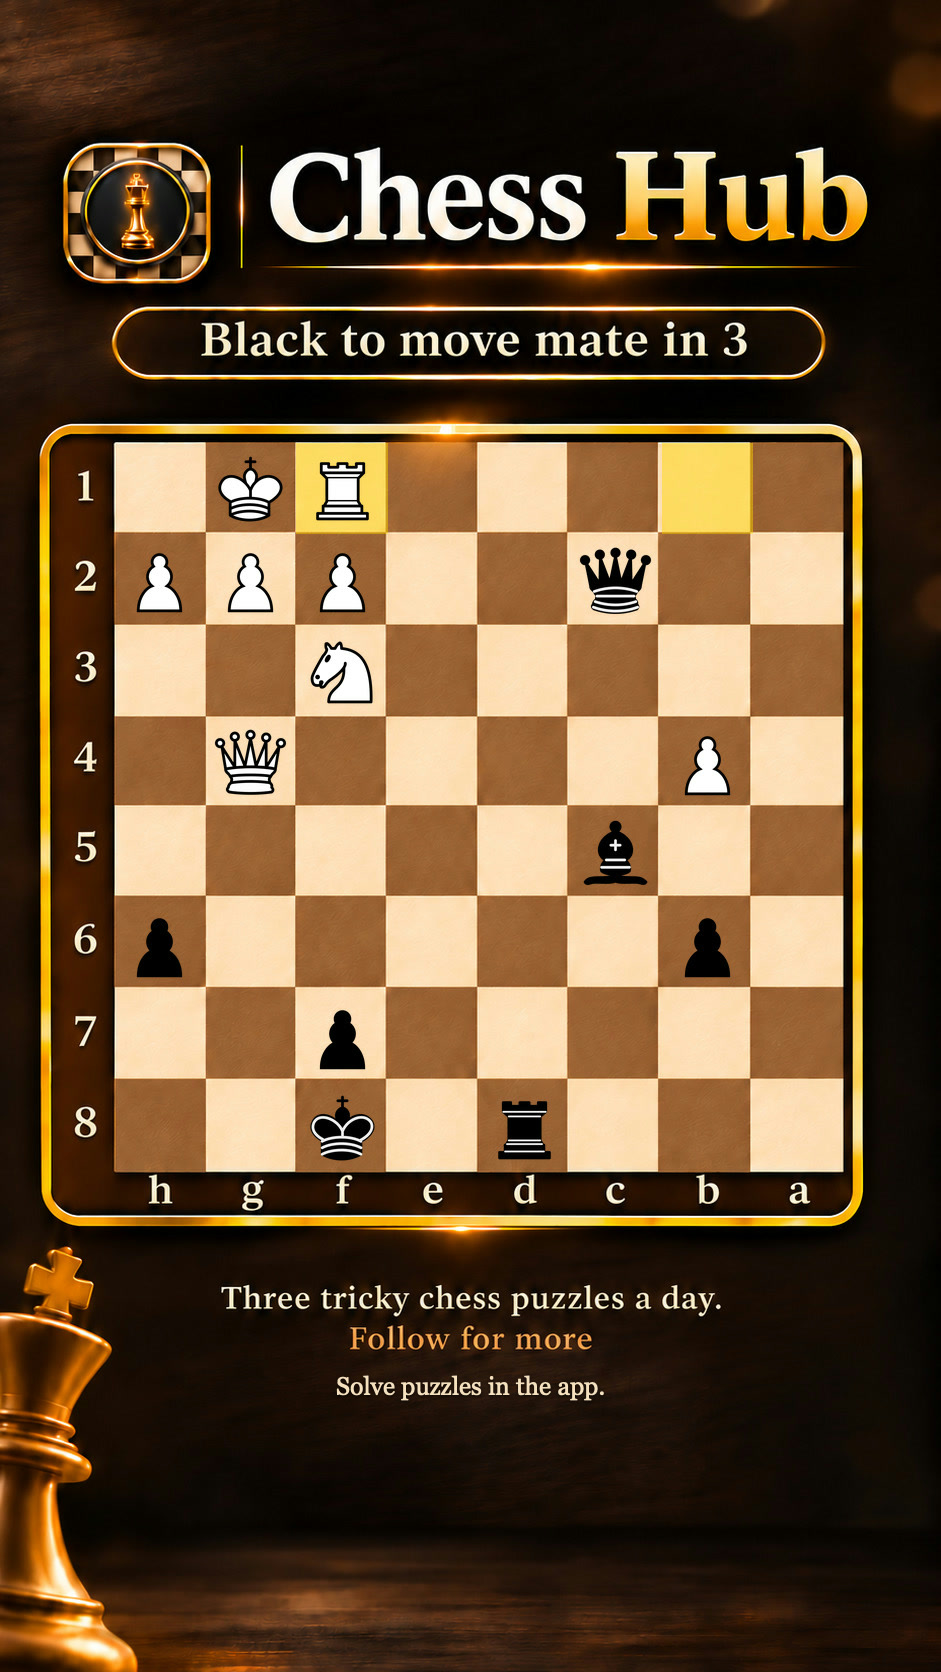 Chess Hub
Black to move mate in 3
1
2
3
4
5
6
7
8
h g f e d c b a
Three tricky chess puzzles a day.
Follow for more
Solve puzzles in the app.